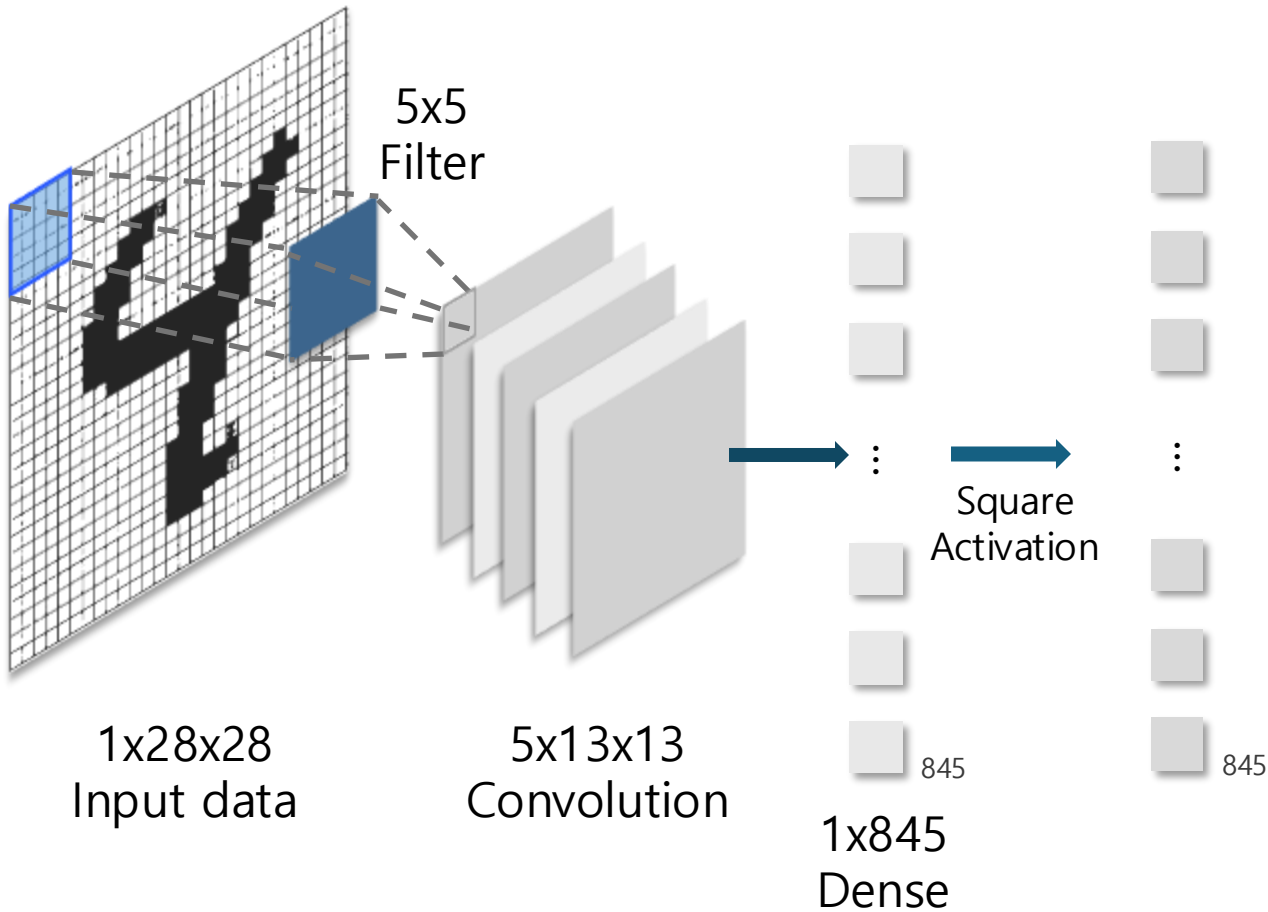 5x5
Filter
⋮
⋮
Square
Activation
1x28x28
Input data
5x13x13
Convolution
845
845
1x845
Dense